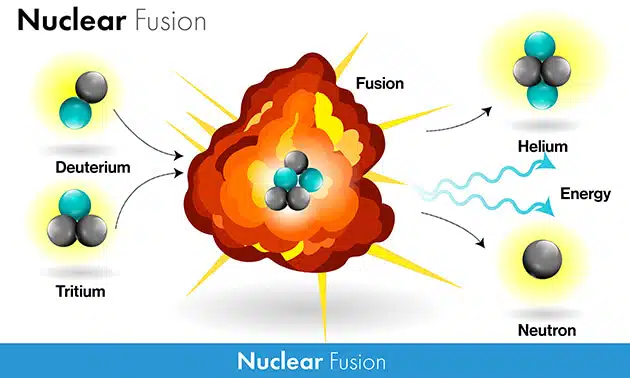 Nuclear Fusion
Deuterium
Tritium
Fusion
Helium
Energy
Neutron
Nuclear Fusion